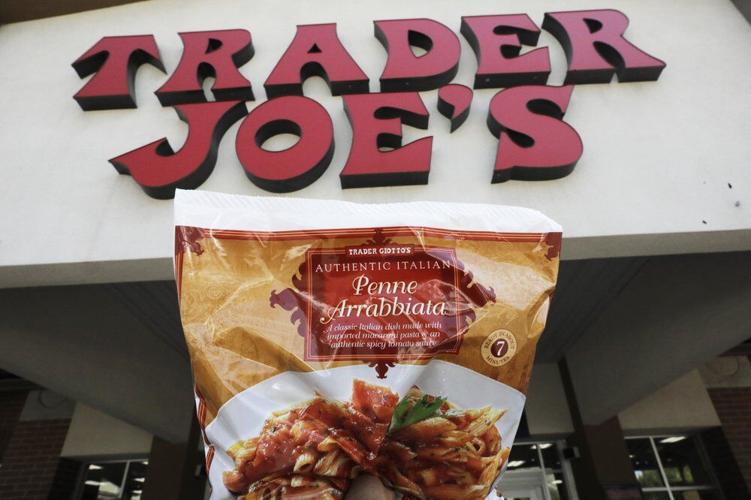 TRADER
JOE'S
TRADER GIOTTO'S
AUTHENTIC ITALIAN
Penne
Arrabbiata
A classic Italian dish made with
imported macaroni pasta & an
authentic spicy tomato sauce
7
MINUTES